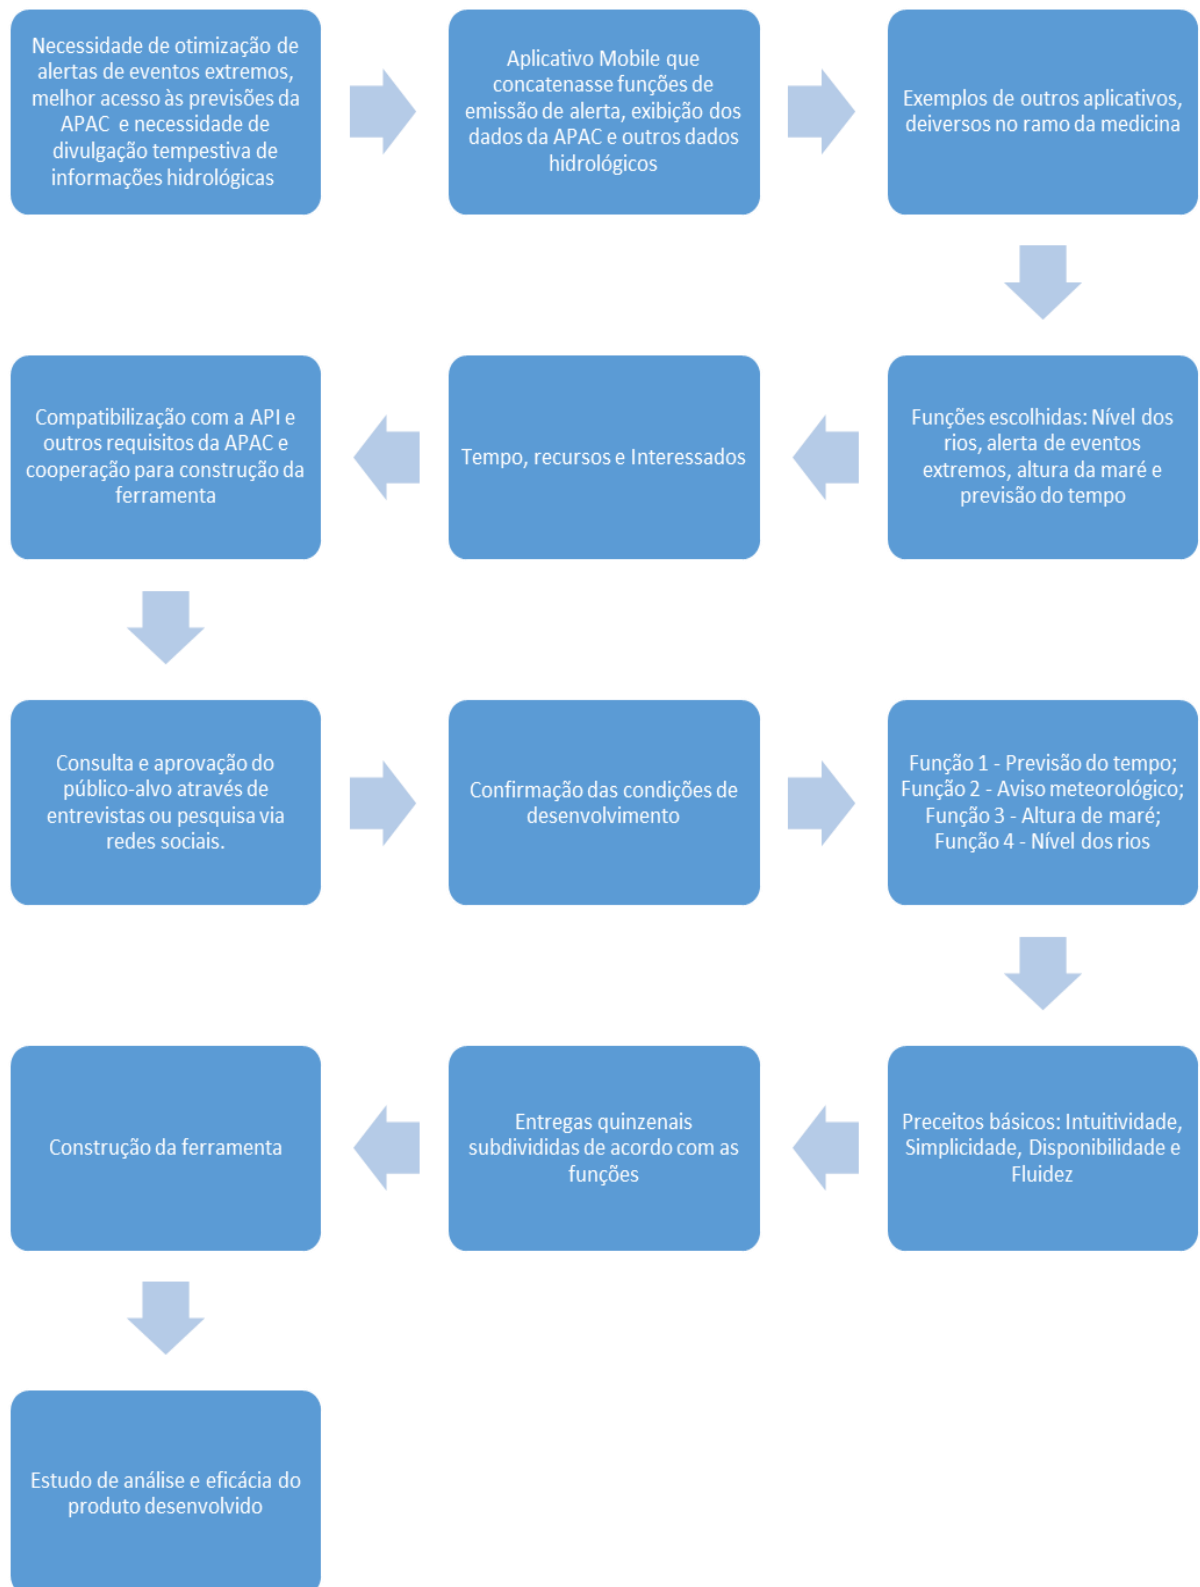 Necessidade de otimização de
alertas de eventos extremos,
melhor acesso às previsões da
APAC e necessidade de
divulgação tempestiva de
informações hidrológicas
Aplicativo Mobile que
concatenasse funções de
emissão de alerta, exibição dos
dados da APAC e outros dados
hidrológicos
Exemplos de outros aplicativos,
deiversos no ramo da medicina
Funções escolhidas: Nível dos
rios, alerta de eventos
extremos, altura da maré e
previsão do tempo
Tempo, recursos e Interessados
Compatibilização com a API e
outros requisitos da APAC e
cooperação para construção da
ferramenta
Consulta e aprovação do
público-alvo através de
entrevistas ou pesquisa via
redes sociais.
Confirmação das condições de
desenvolvimento
Função 1 - Previsão do tempo;
Função 2 - Aviso meteorológico;
Função 3 - Altura de maré;
Função 4 - Nível dos rios
Preceitos básicos: Intuitividade,
Simplicidade, Disponibilidade e
Fluidez
Entregas quinzenais
subdivididas de acordo com as
funções
Construção da ferramenta
Estudo de análise e eficácia do
produto desenvolvido